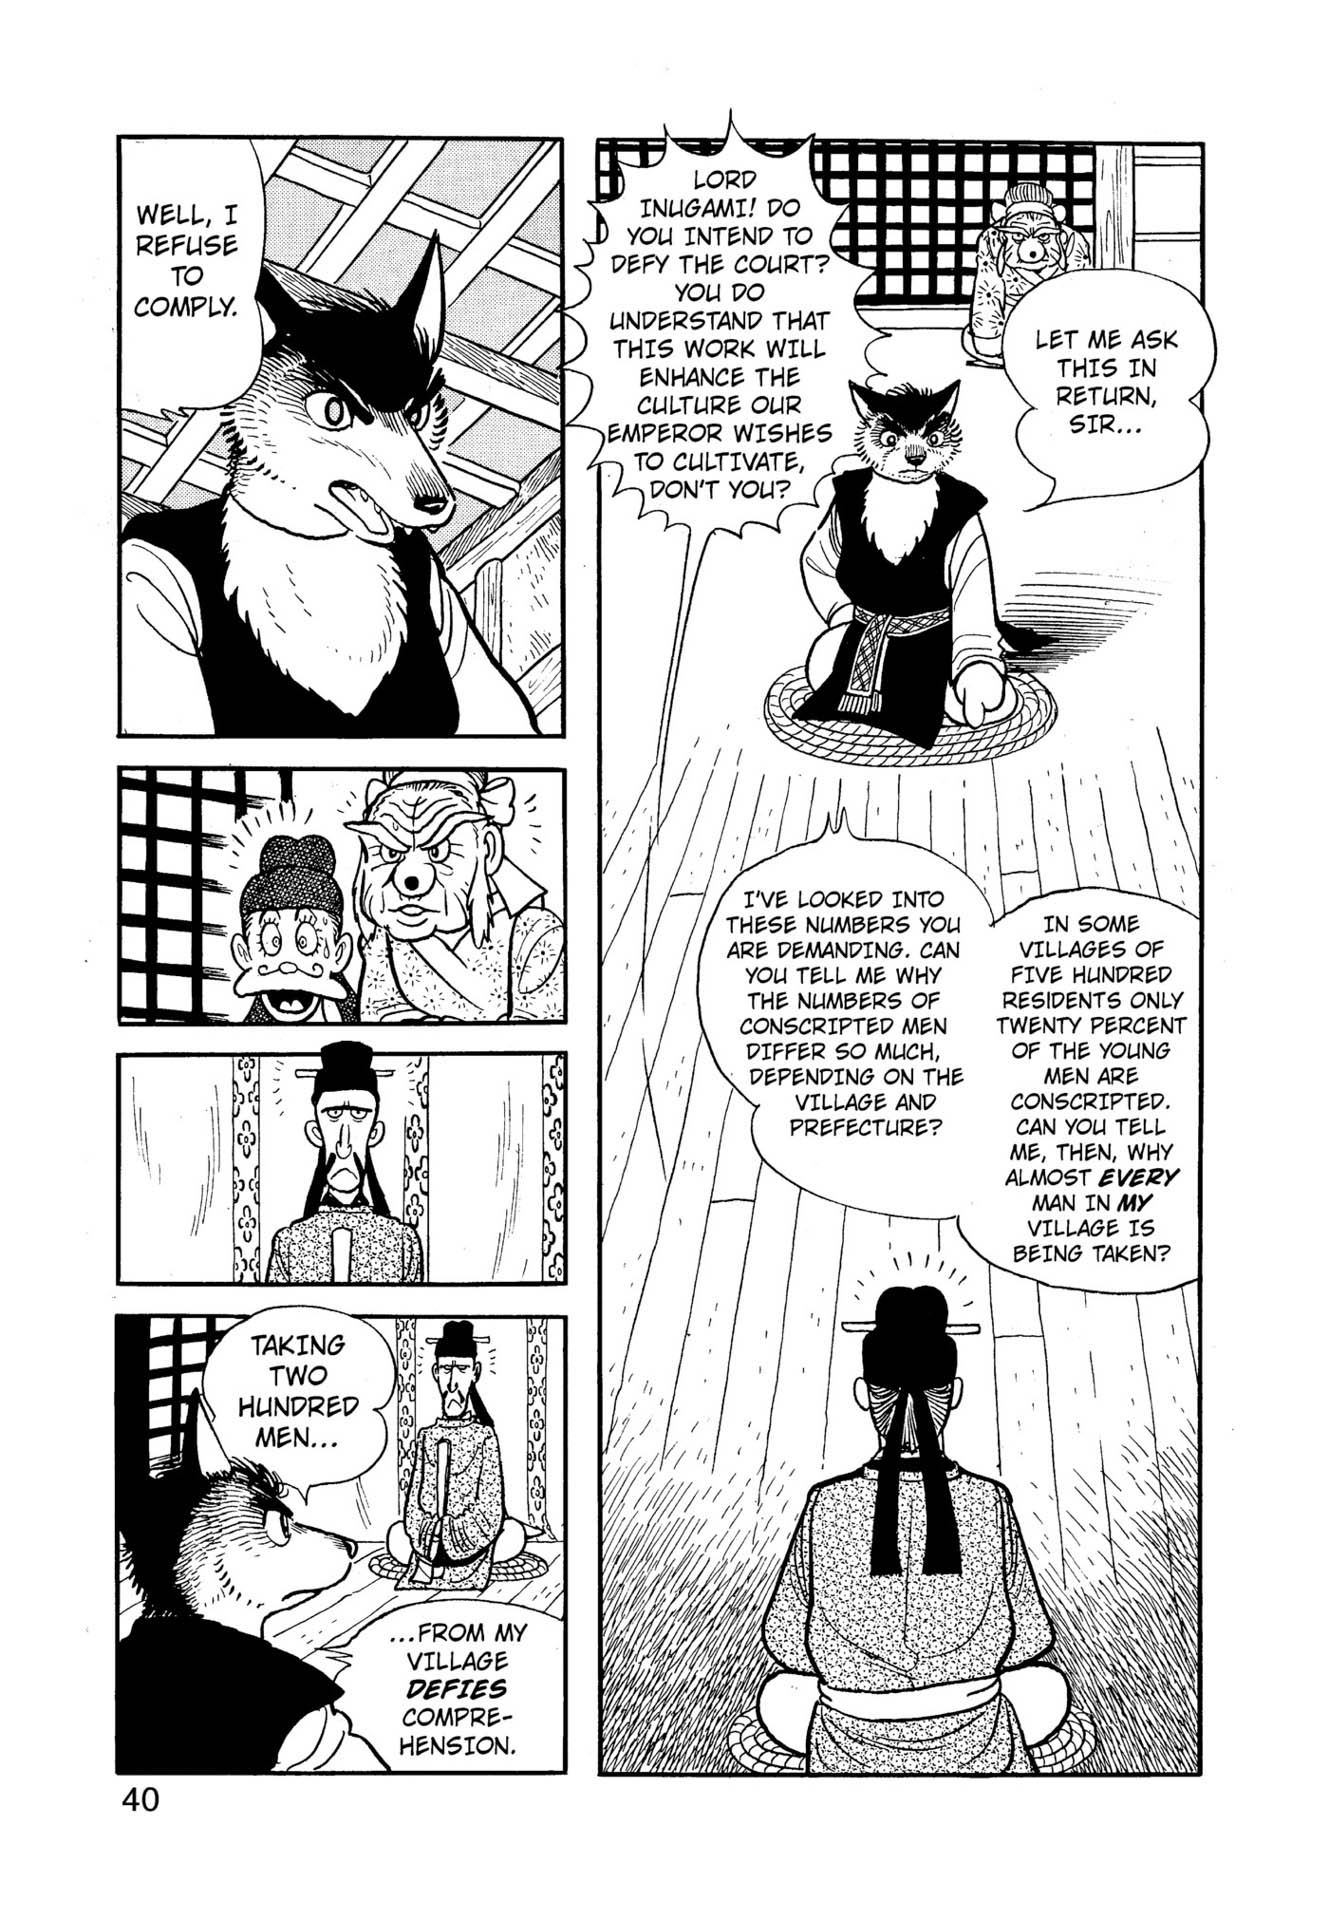 WELL, I
REFUSE
TO
COMPLY.
TAKING
TWO
HUNDRED
MEN...
...FROM MY
VILLAGE
DEFIES
COMPRE-
HENSION.
LORD
INUGAMI! DO
YOU INTEND TO
DEFY THE COURT?
YOU DO
UNDERSTAND THAT
THIS WORK WILL
ENHANCE THE
CULTURE OUR
EMPEROR WISHES
TO CULTIVATE,
DON'T YOU?
LET ME ASK
THIS IN
RETURN,
SIR...
I'VE LOOKED INTO
THESE NUMBERS YOU
ARE DEMANDING. CAN
YOU TELL ME WHY
THE NUMBERS OF
CONSCRIPTED MEN
DIFFER SO MUCH,
DEPENDING ON THE
VILLAGE AND
PREFECTURE?
IN SOME
VILLAGES OF
FIVE HUNDRED
RESIDENTS ONLY
TWENTY PERCENT
OF THE YOUNG
MEN ARE
CONSCRIPTED.
CAN YOU TELL
ME, THEN, WHY
ALMOST EVERY
MAN IN MY
VILLAGE IS
BEING TAKEN?
40